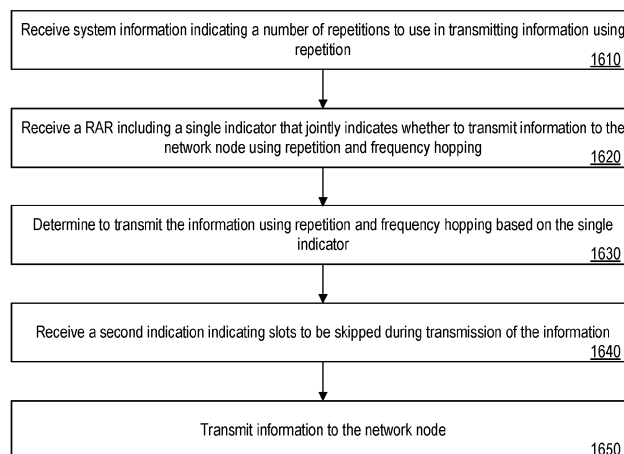 Receive system information indicating a number of repetitions to use in transmitting information using
repetition
1610
Receive a RAR including a single indicator that jointly indicates whether to transmit information to the
network node using repetition and frequency hopping
1620
Determine to transmit the information using repetition and frequency hopping based on the single
indicator
1630
Receive a second indication indicating slots to be skipped during transmission of the information
1640
Transmit information to the network node
1650